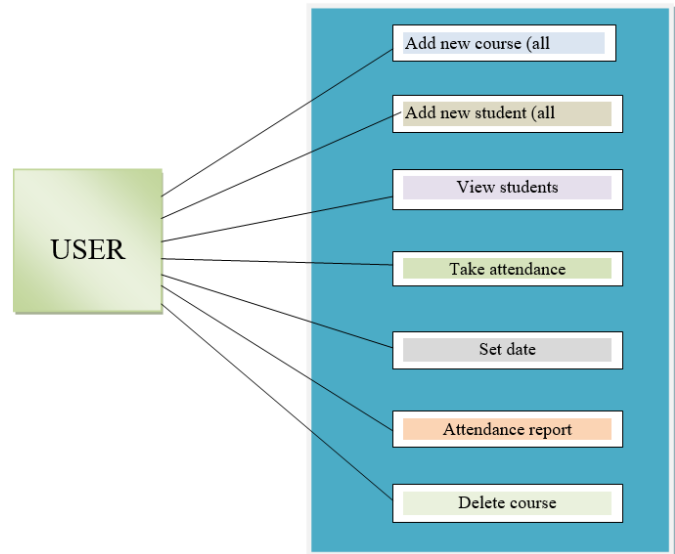 Add new course (all
Add new student (all
View students
USER
Take attendance
Set date
Attendance report
Delete course